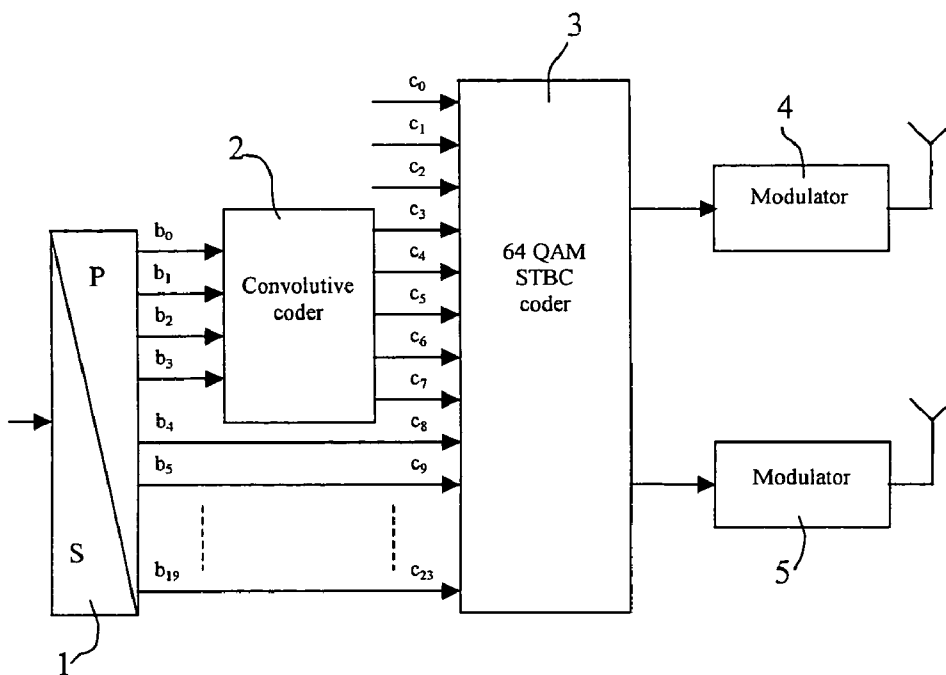 3
c₀
4
c₁
2
c₂
Modulator
c₃
b₀
P
c₄
64 QAM
STBC
coder
b₁
Convolutive
coder
c₅
b₂
c₆
b₃
c₇
b₄
c₈
b₅
c₉
Modulator
S
5
b₁₉
c₂₃
1